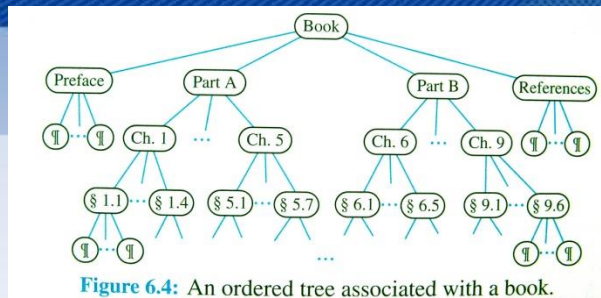 Book
Preface Part A Part B References
¶ ... ¶ Ch. 1 ... Ch. 5 Ch. 6 ... Ch. 9 ¶ ... ¶
§ 1.1 ... § 1.4 § 5.1 ... § 5.7 § 6.1 ... § 6.5 § 9.1 ... § 9.6
¶ ... ¶ ... ¶ ... ¶
Figure 6.4: An ordered tree associated with a book.